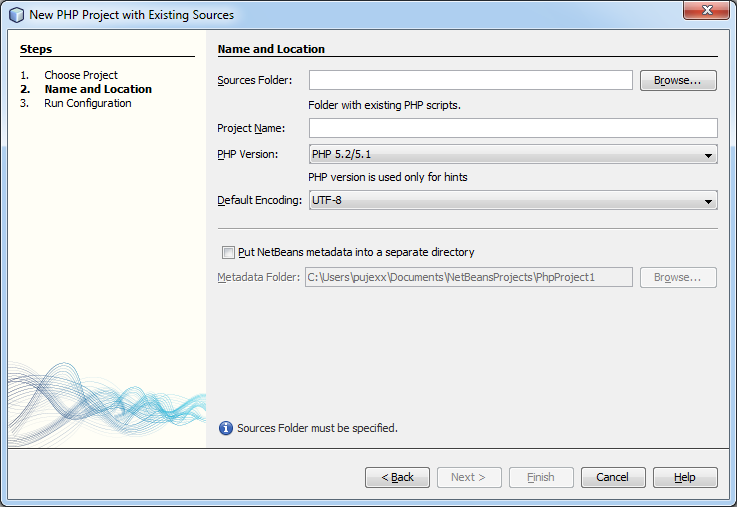 New PHP Project with Existing Sources
Steps
1. Choose Project
2. Name and Location
3. Run Configuration
Name and Location
Sources Folder:
Browse...
Folder with existing PHP scripts.
Project Name:
PHP Version: PHP 5.2/5.1
PHP version is used only for hints
Default Encoding: UTF-8
Put NetBeans metadata into a separate directory
Metadata Folder: C:\Users\pujexx\Documents\NetBeansProjects\PhpProject1 Browse...
Sources Folder must be specified.
< Back Next > Finish Cancel Help